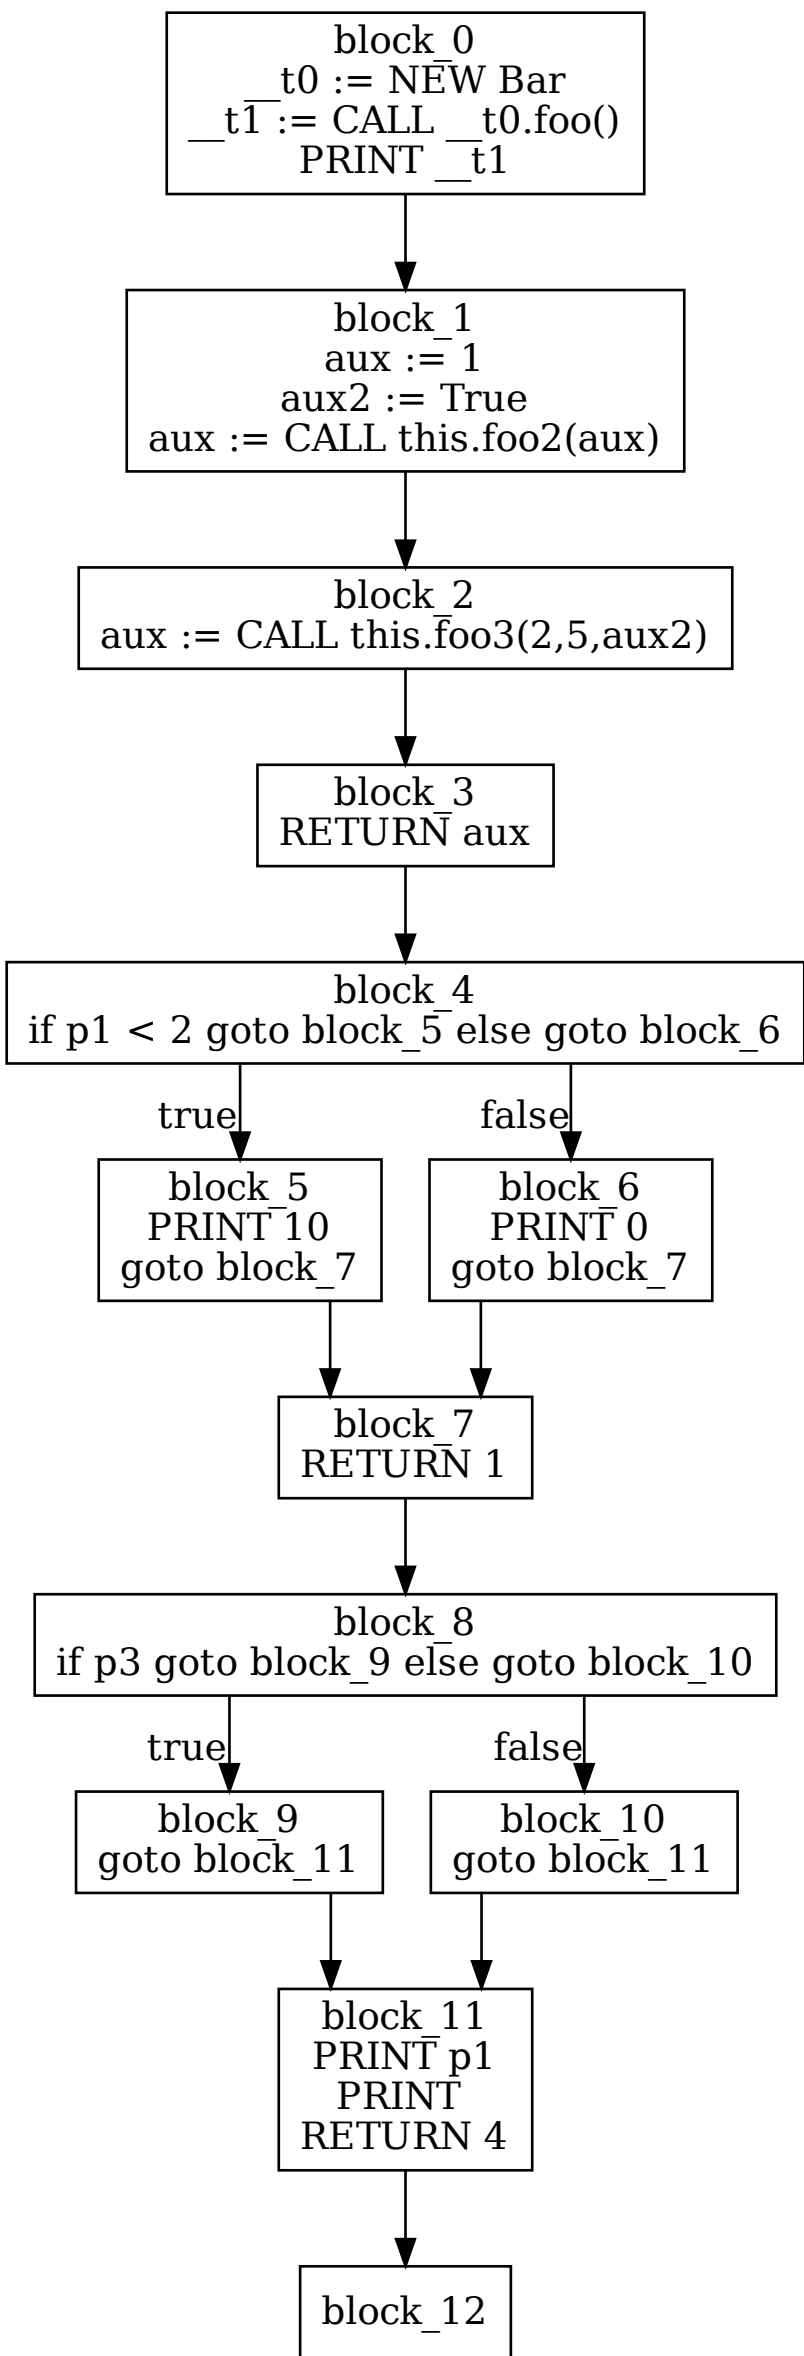 block_0
__t0 := NEW Bar
__t1 := CALL __t0.foo()
PRINT __t1
block_1
aux := 1
aux2 := True
aux := CALL this.foo2(aux)
block_2
aux := CALL this.foo3(2,5,aux2)
block_3
RETURN aux
block_4
if p1 < 2 goto block_5 else goto block_6
true
false
block_5
PRINT 10
goto block_7
block_6
PRINT 0
goto block_7
block_7
RETURN 1
block_8
if p3 goto block_9 else goto block_10
true
false
block_9
goto block_11
block_10
goto block_11
block_11
PRINT p1
PRINT
RETURN 4
block_12